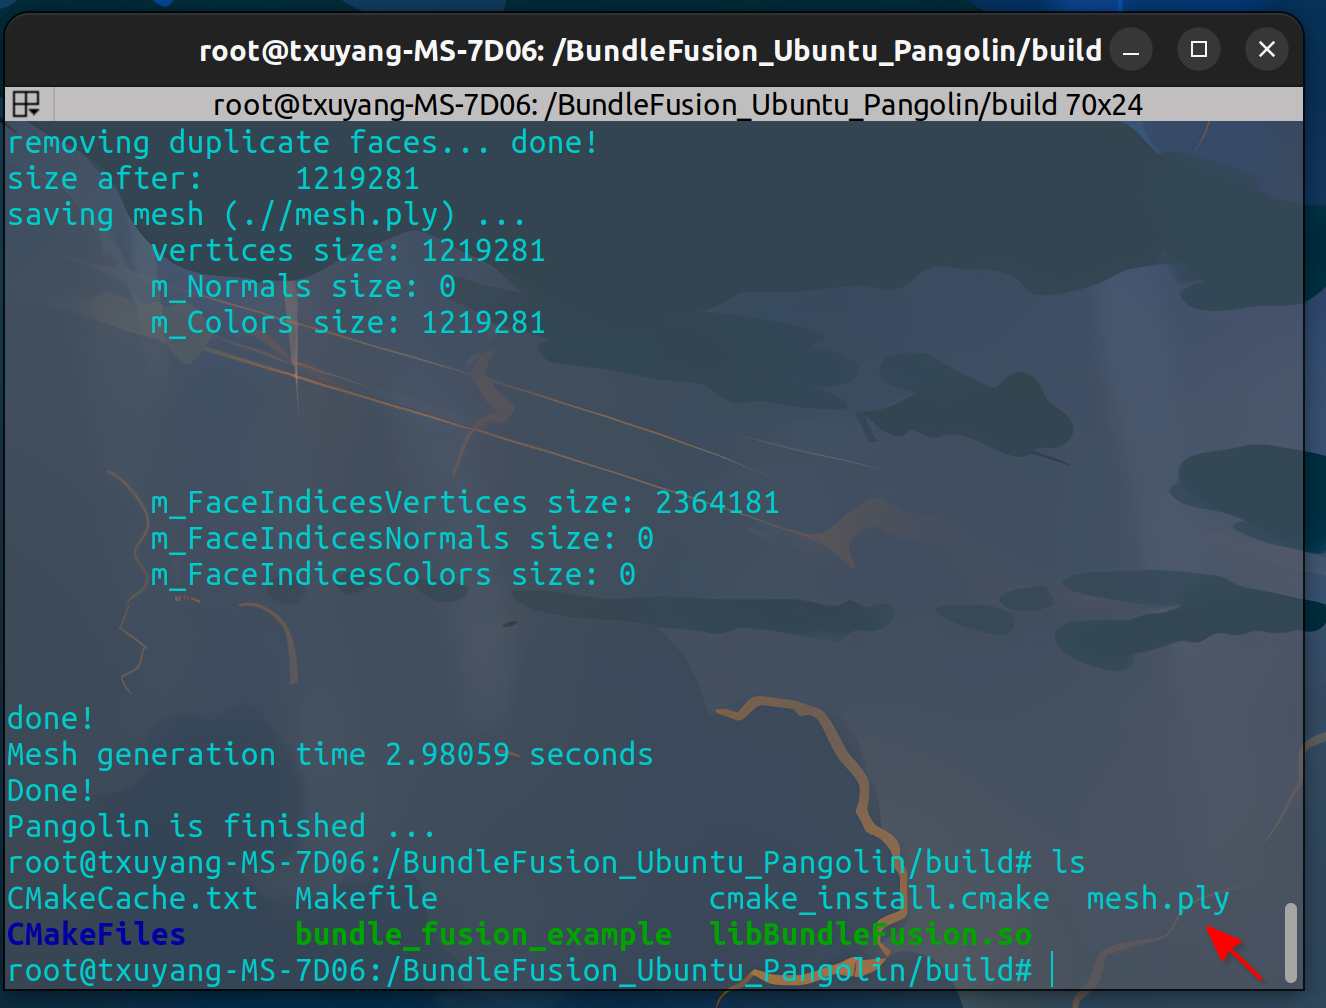 root@txuyang-MS-7D06: /BundleFusion_Ubuntu_Pangolin/build
root@txuyang-MS-7D06: /BundleFusion_Ubuntu_Pangolin/build 70x24
removing duplicate faces... done!
size after:     1219281
saving mesh (.//mesh.ply) ...
        vertices size: 1219281
        m_Normals size: 0
        m_Colors size: 1219281
        m_FaceIndicesVertices size: 2364181
        m_FaceIndicesNormals size: 0
        m_FaceIndicesColors size: 0
done!
Mesh generation time 2.98059 seconds
Done!
Pangolin is finished ...
root@txuyang-MS-7D06:/BundleFusion_Ubuntu_Pangolin/build# ls
CMakeCache.txt  Makefile               cmake_install.cmake  mesh.ply
CMakeFiles      bundle_fusion_example  libBundleFusion.so
root@txuyang-MS-7D06:/BundleFusion_Ubuntu_Pangolin/build#